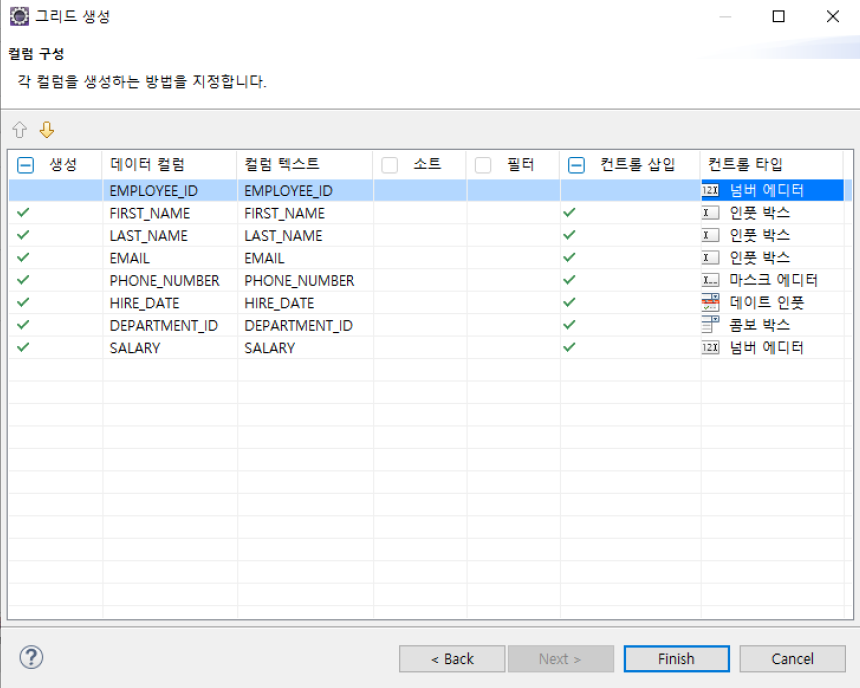 그리드 생성
컬럼 구성
각 컬럼을 생성하는 방법을 지정합니다.
생성 데이터 컬럼 컬럼 텍스트 소트 필터 컨트롤 삽입 컨트롤 타입
EMPLOYEE_ID EMPLOYEE_ID 넘버 에디터
FIRST_NAME FIRST_NAME 인풋 박스
LAST_NAME LAST_NAME 인풋 박스
EMAIL EMAIL 인풋 박스
PHONE_NUMBER PHONE_NUMBER 마스크 에디터
HIRE_DATE HIRE_DATE 데이트 인풋
DEPARTMENT_ID DEPARTMENT_ID 콤보 박스
SALARY SALARY 넘버 에디터
< Back Next > Finish Cancel